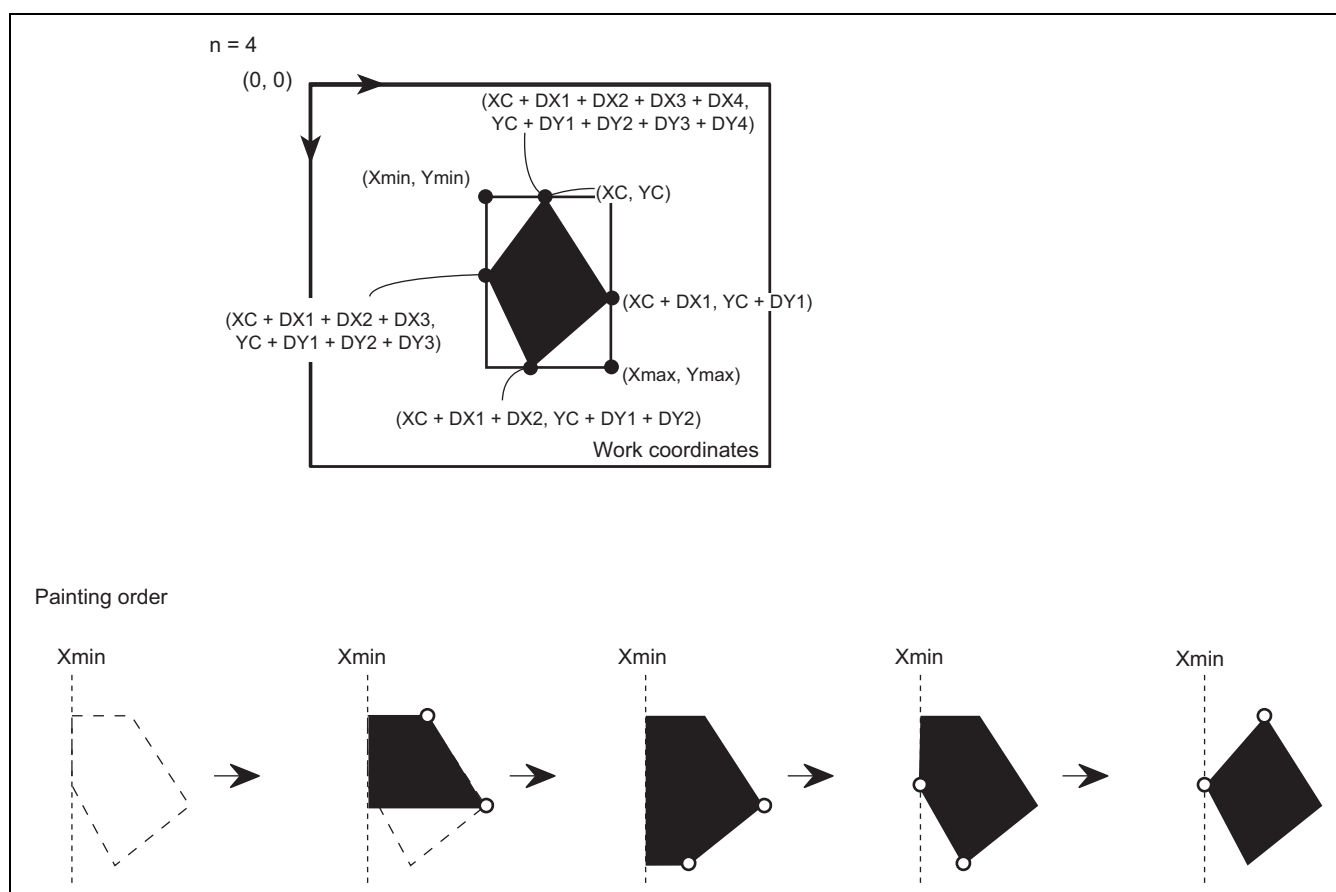 n = 4
(0, 0)
(XC + DX1 + DX2 + DX3 + DX4,
YC + DY1 + DY2 + DY3 + DY4)
(Xmin, Ymin)
(XC, YC)
(XC + DX1, YC + DY1)
(XC + DX1 + DX2 + DX3,
YC + DY1 + DY2 + DY3)
(Xmax, Ymax)
(XC + DX1 + DX2, YC + DY1 + DY2)
Work coordinates
Painting order
Xmin
Xmin
Xmin
Xmin
Xmin